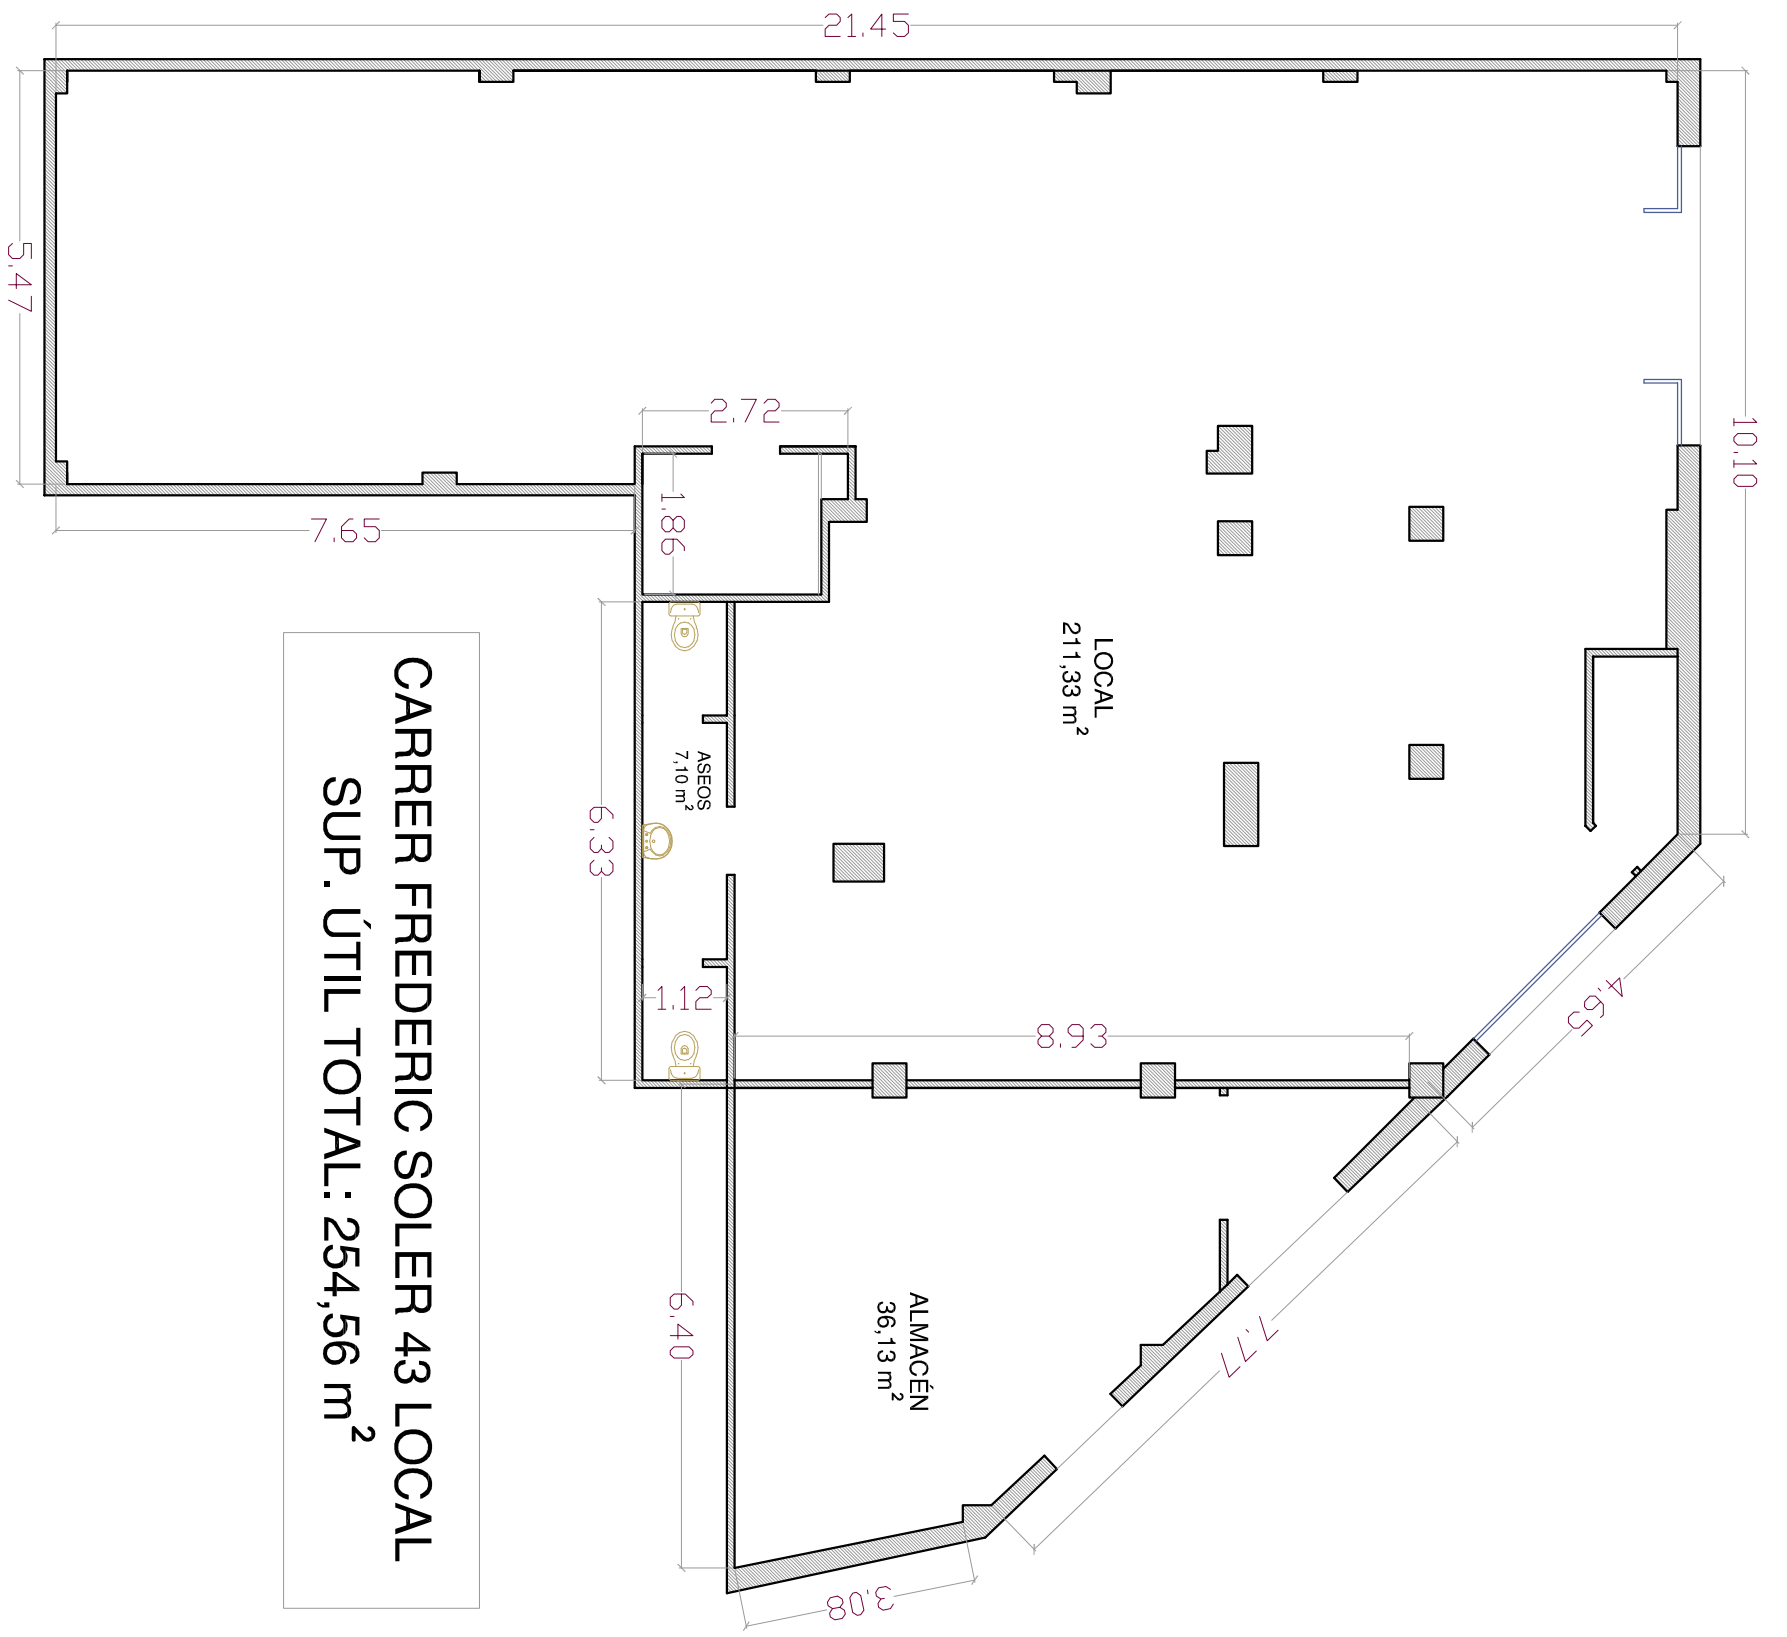 21.45
5.47
10.10
2.72
1.86
7.65
LOCAL
211,33 m²
ASEOS
7,10 m²
6.33
1.12
8.93
4.65
7.77
6.40
ALMACÉN
36,13 m²
3.08
CARRER FREDERIC SOLER 43 LOCAL
SUP. ÚTIL TOTAL: 254,56 m²